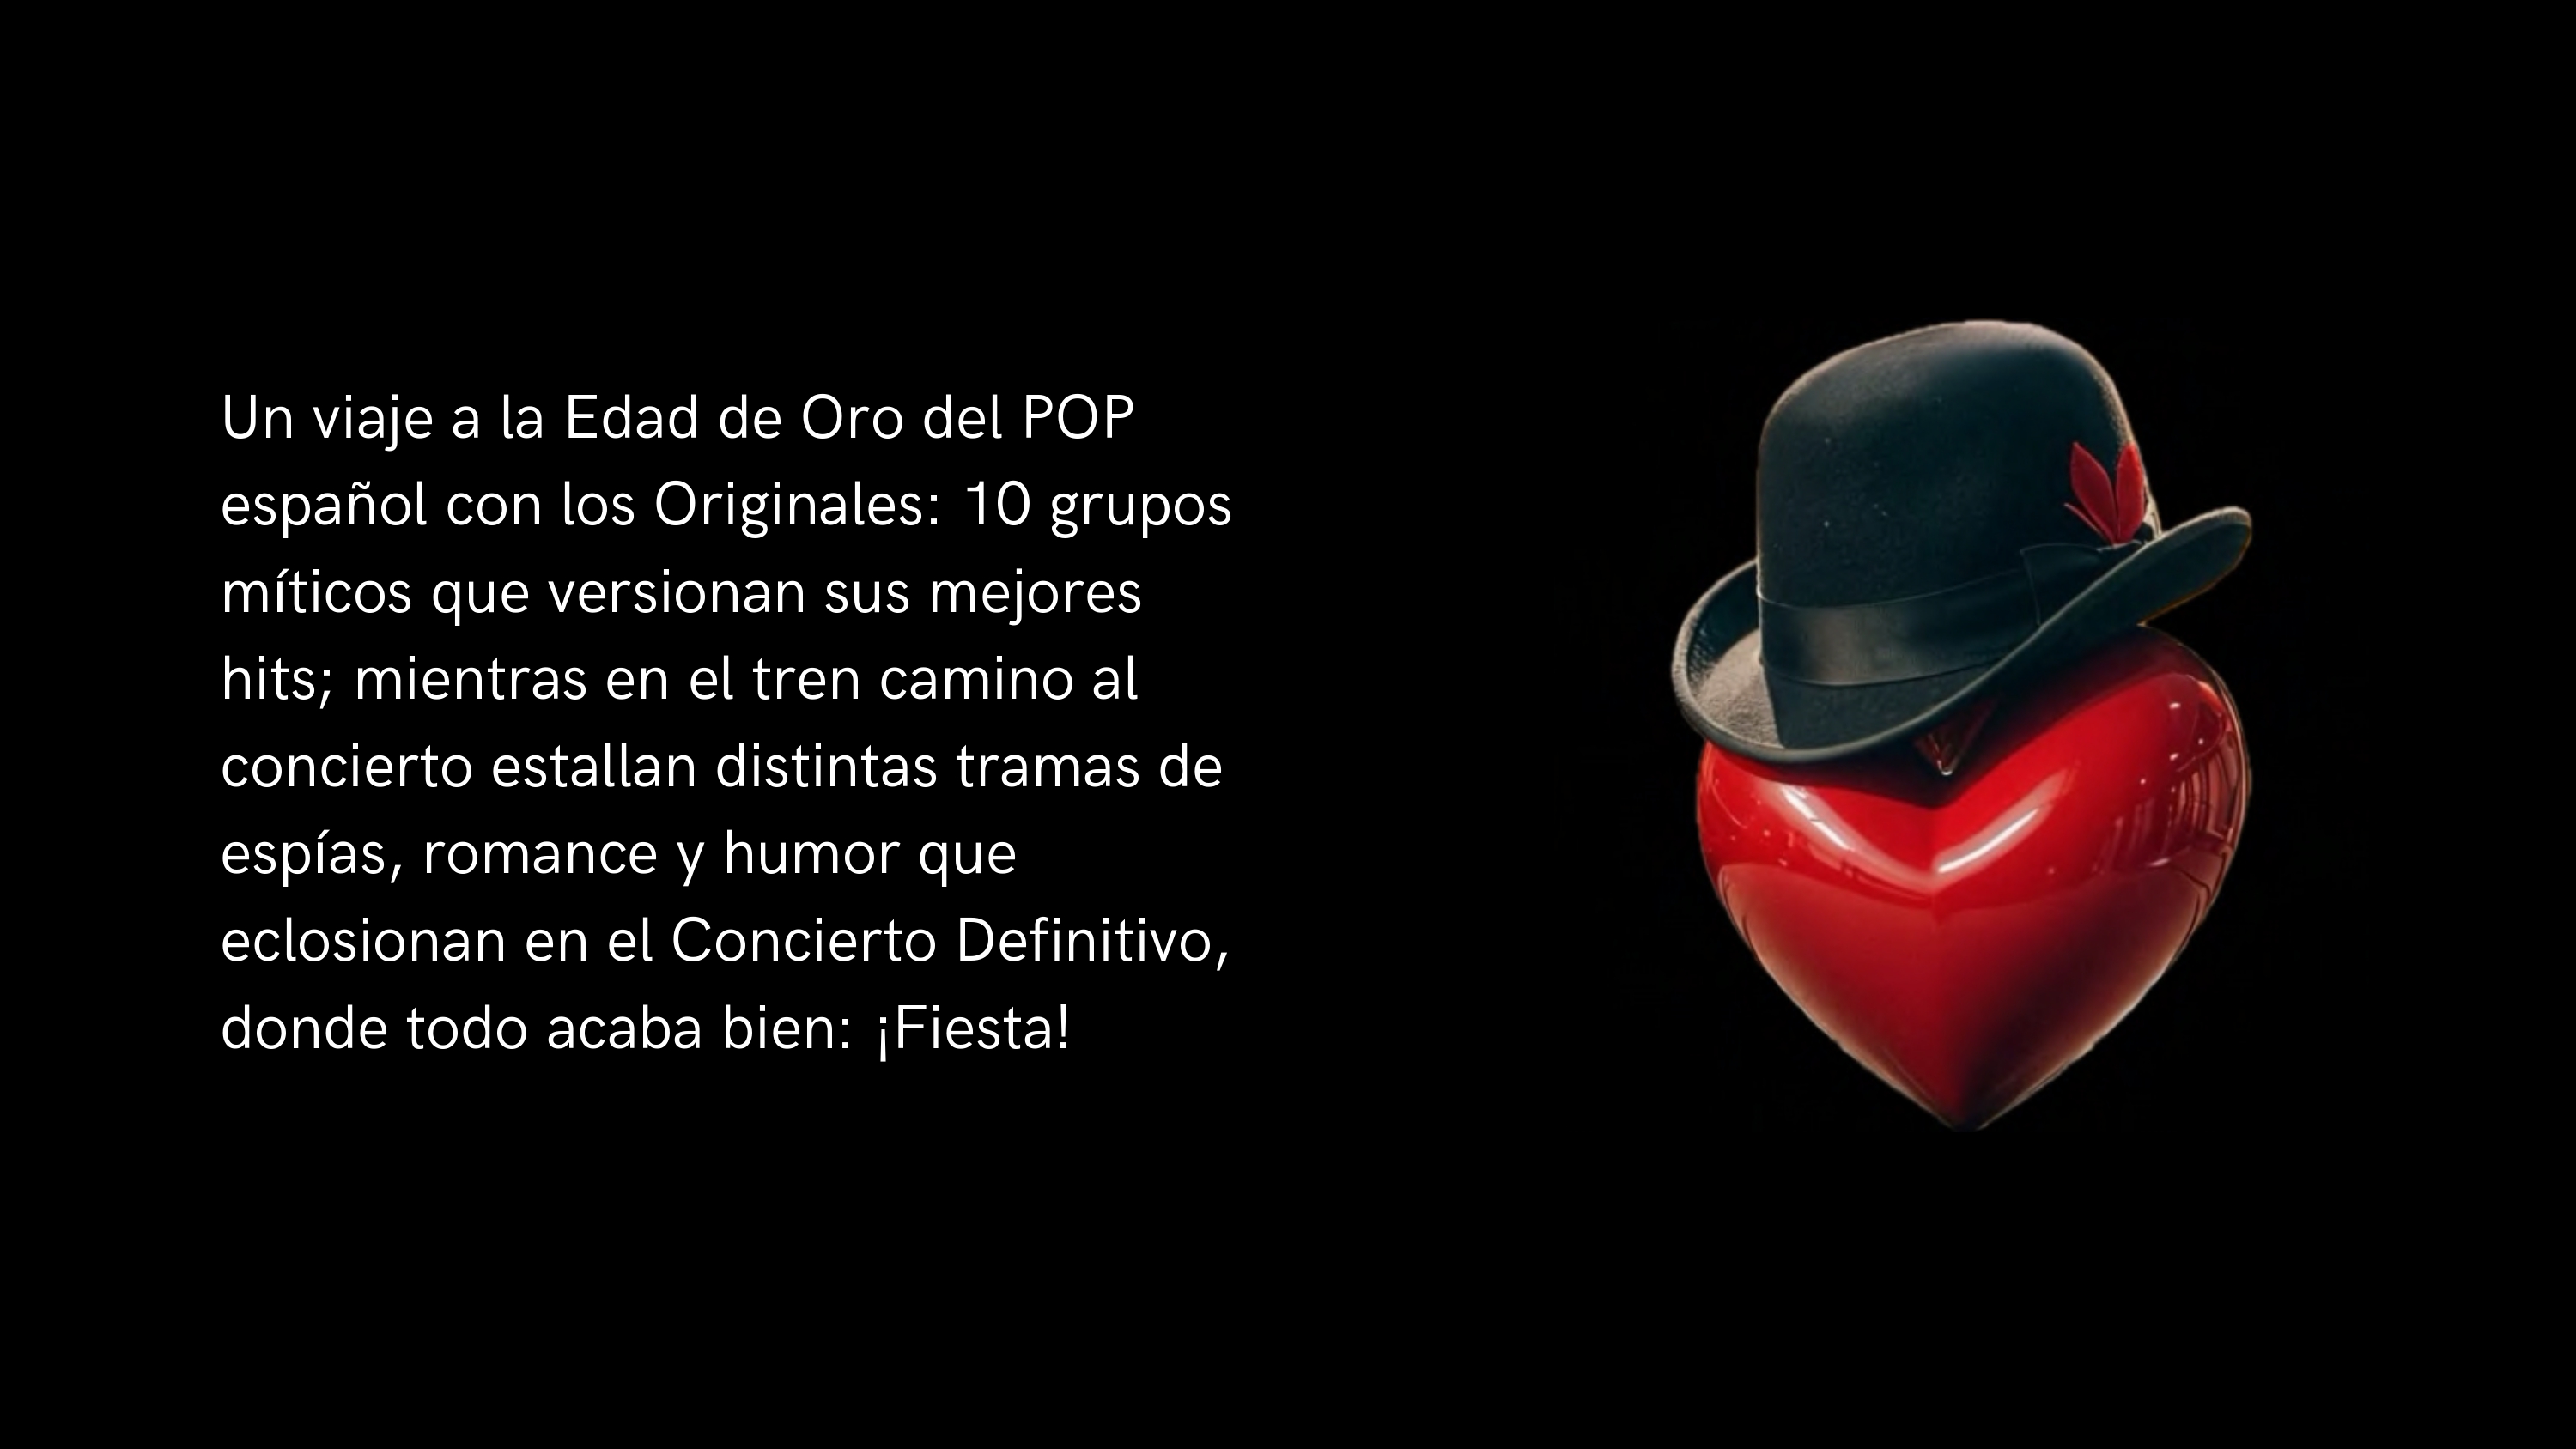 Un viaje a la Edad de Oro del POP
español con los Originales: 10 grupos
míticos que versionan sus mejores
hits; mientras en el tren camino al
concierto estallan distintas tramas de
espías, romance y humor que
eclosionan en el Concierto Definitivo,
donde todo acaba bien: ¡Fiesta!